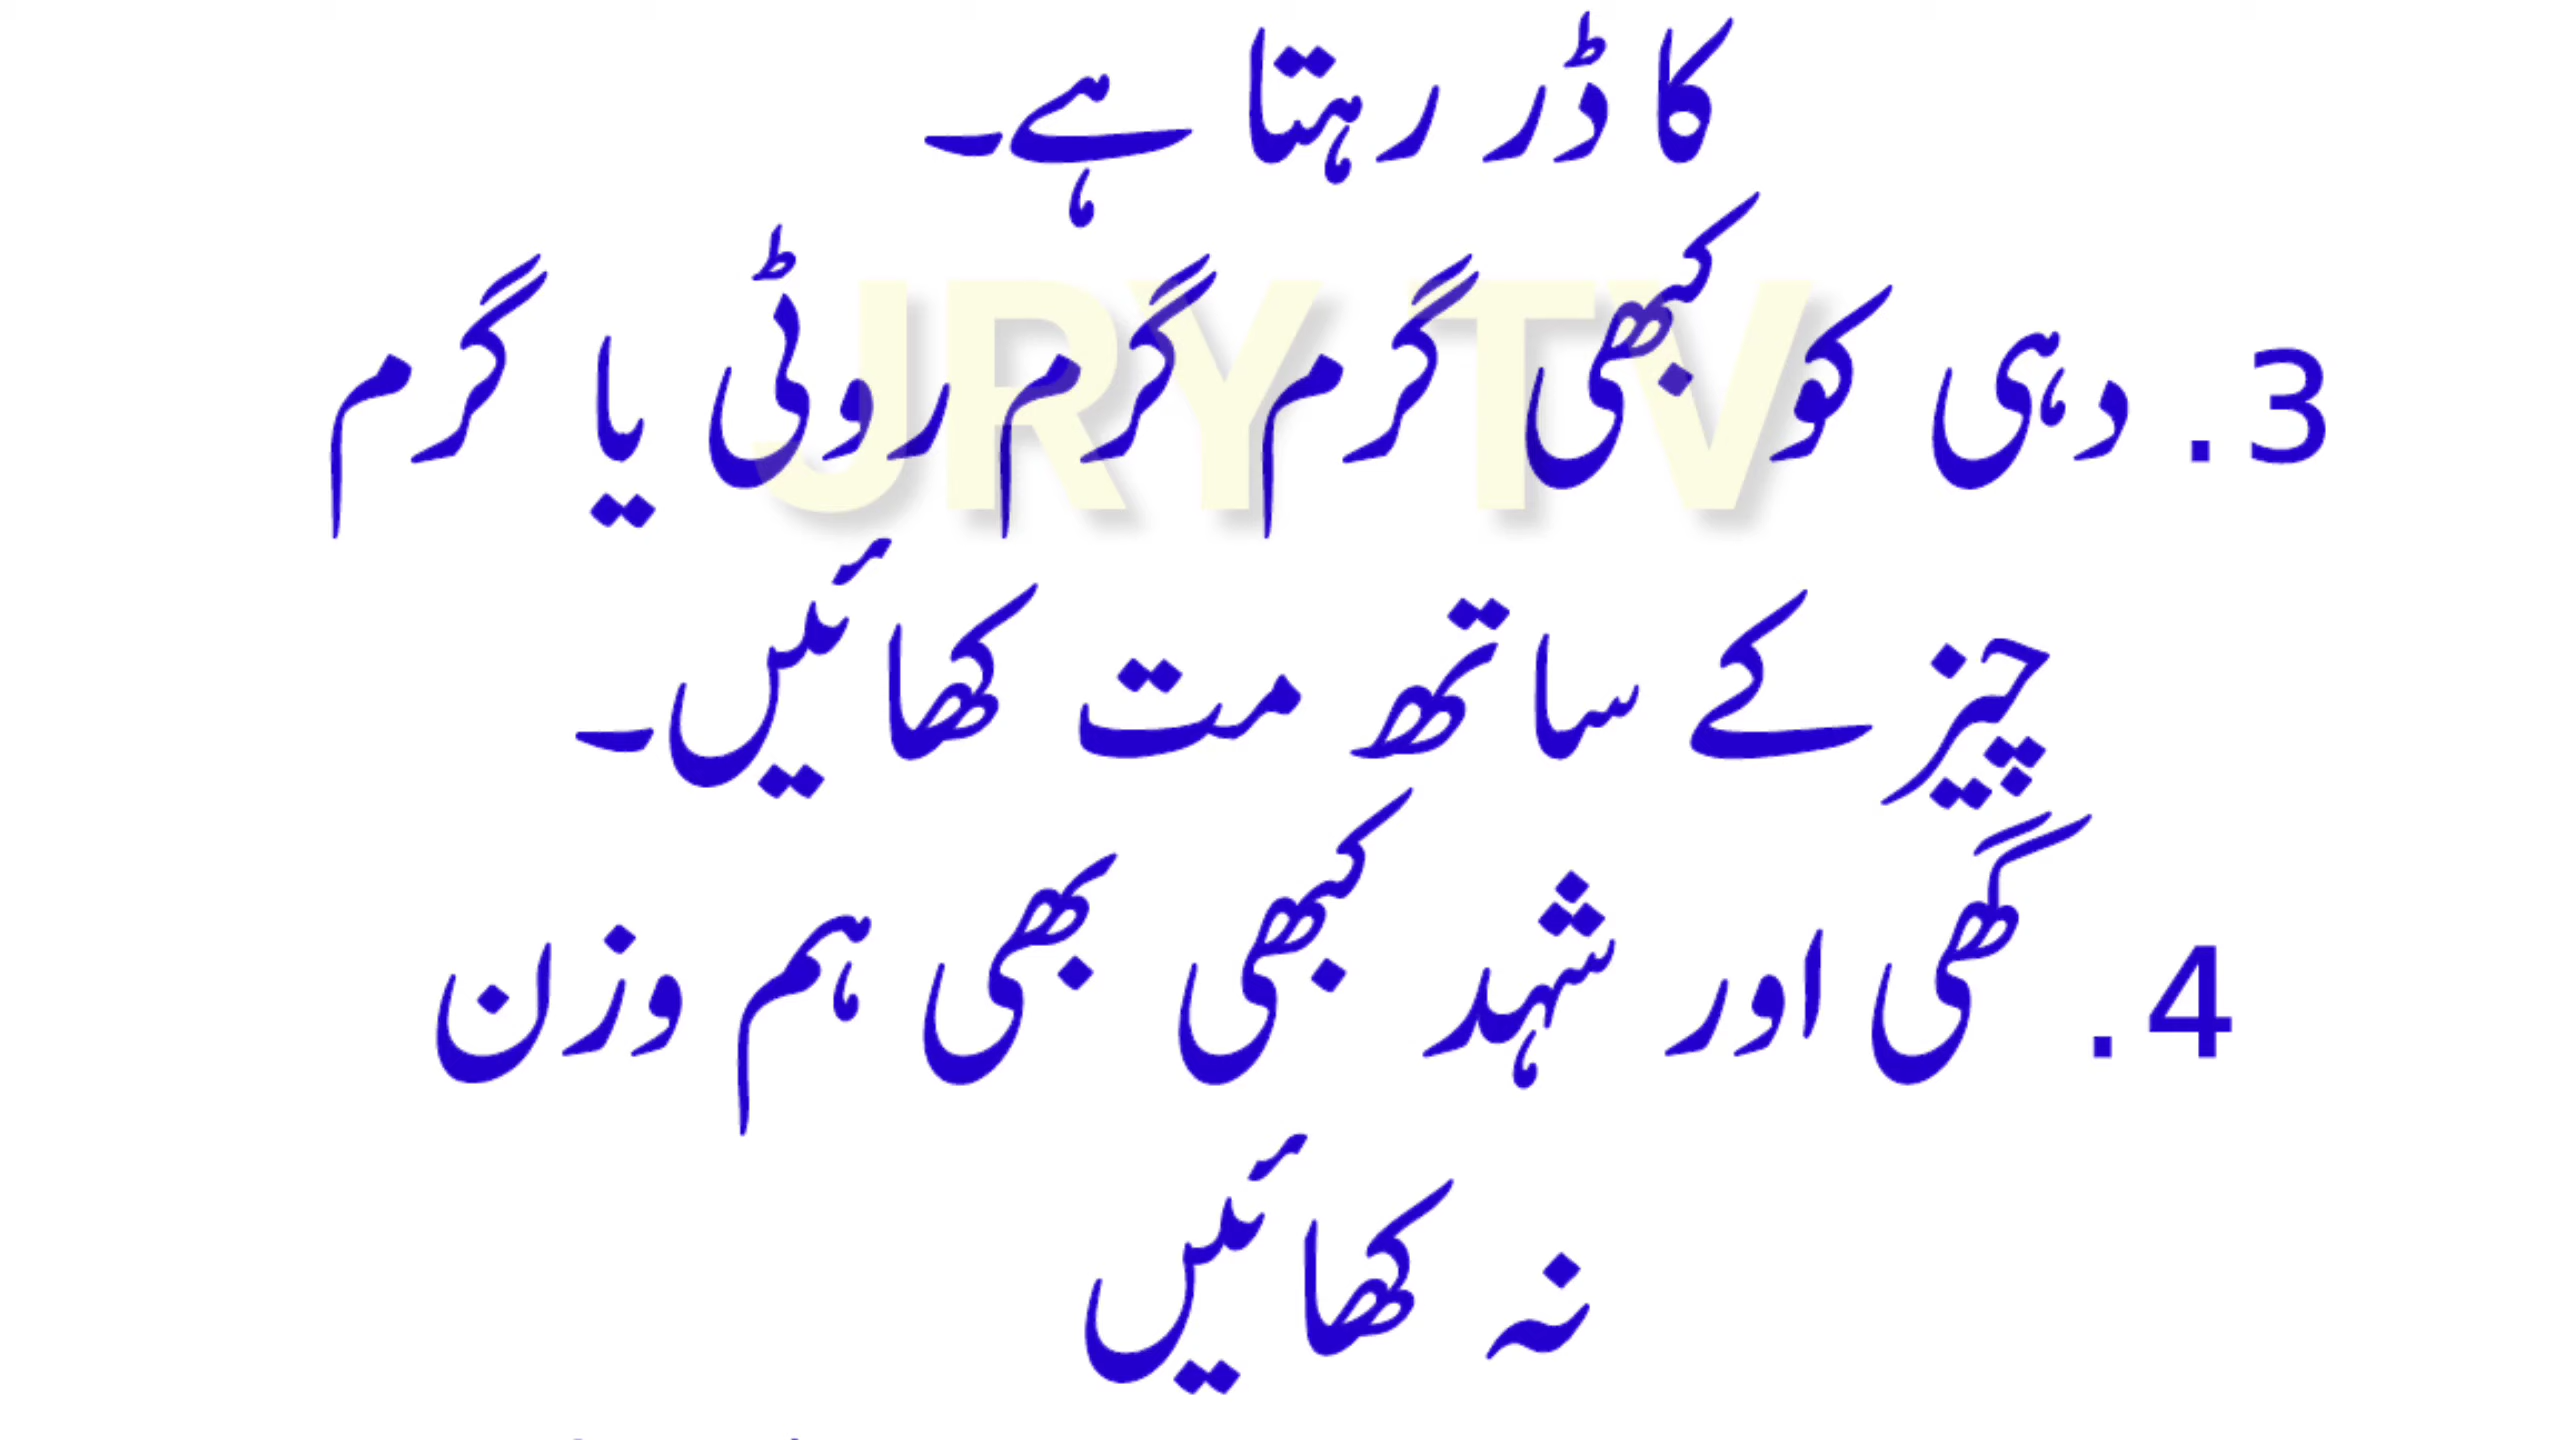 کا ڈر رہتا ہے۔
3. دہی کو کبھی گرم گرم روٹی یا گرم
JRY TV
چیز کے ساتھ مت کھائیں۔
4. گھی اور شہد کبھی بھی ہم وزن
نہ کھائیں